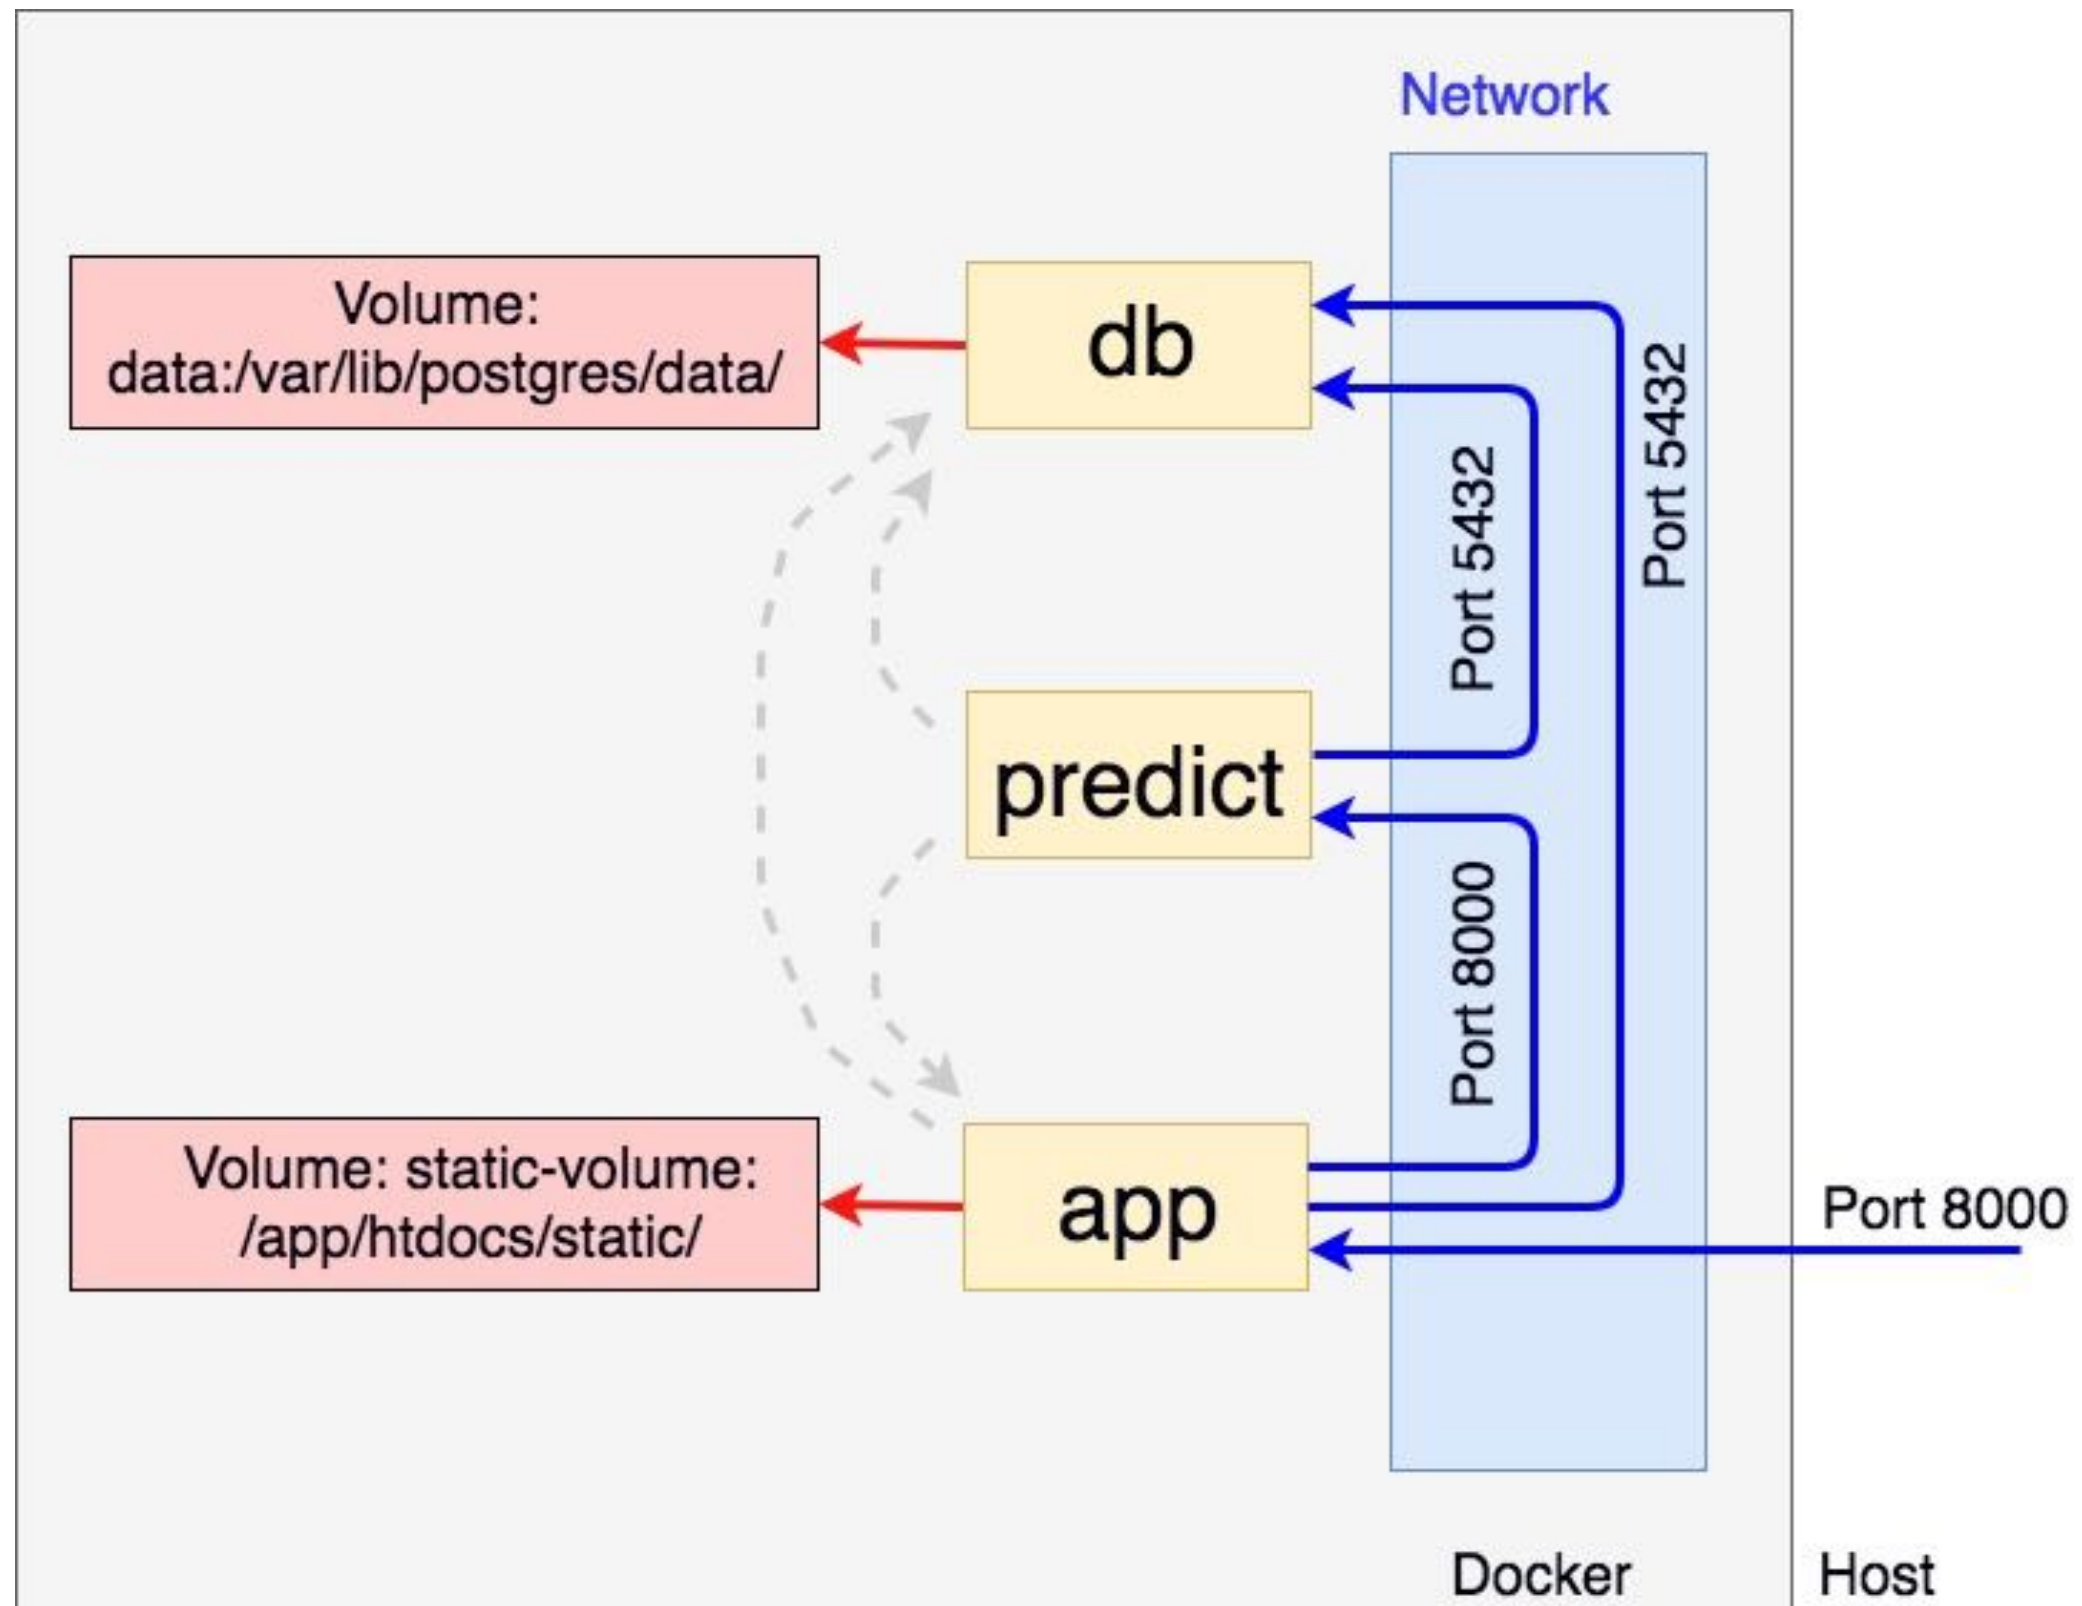 Network
Volume:
data:/var/lib/postgres/data/
db
Port 5432
Port 5432
predict
Port 8000
Volume: static-volume:
/app/htdocs/static/
app
Port 8000
Docker
Host